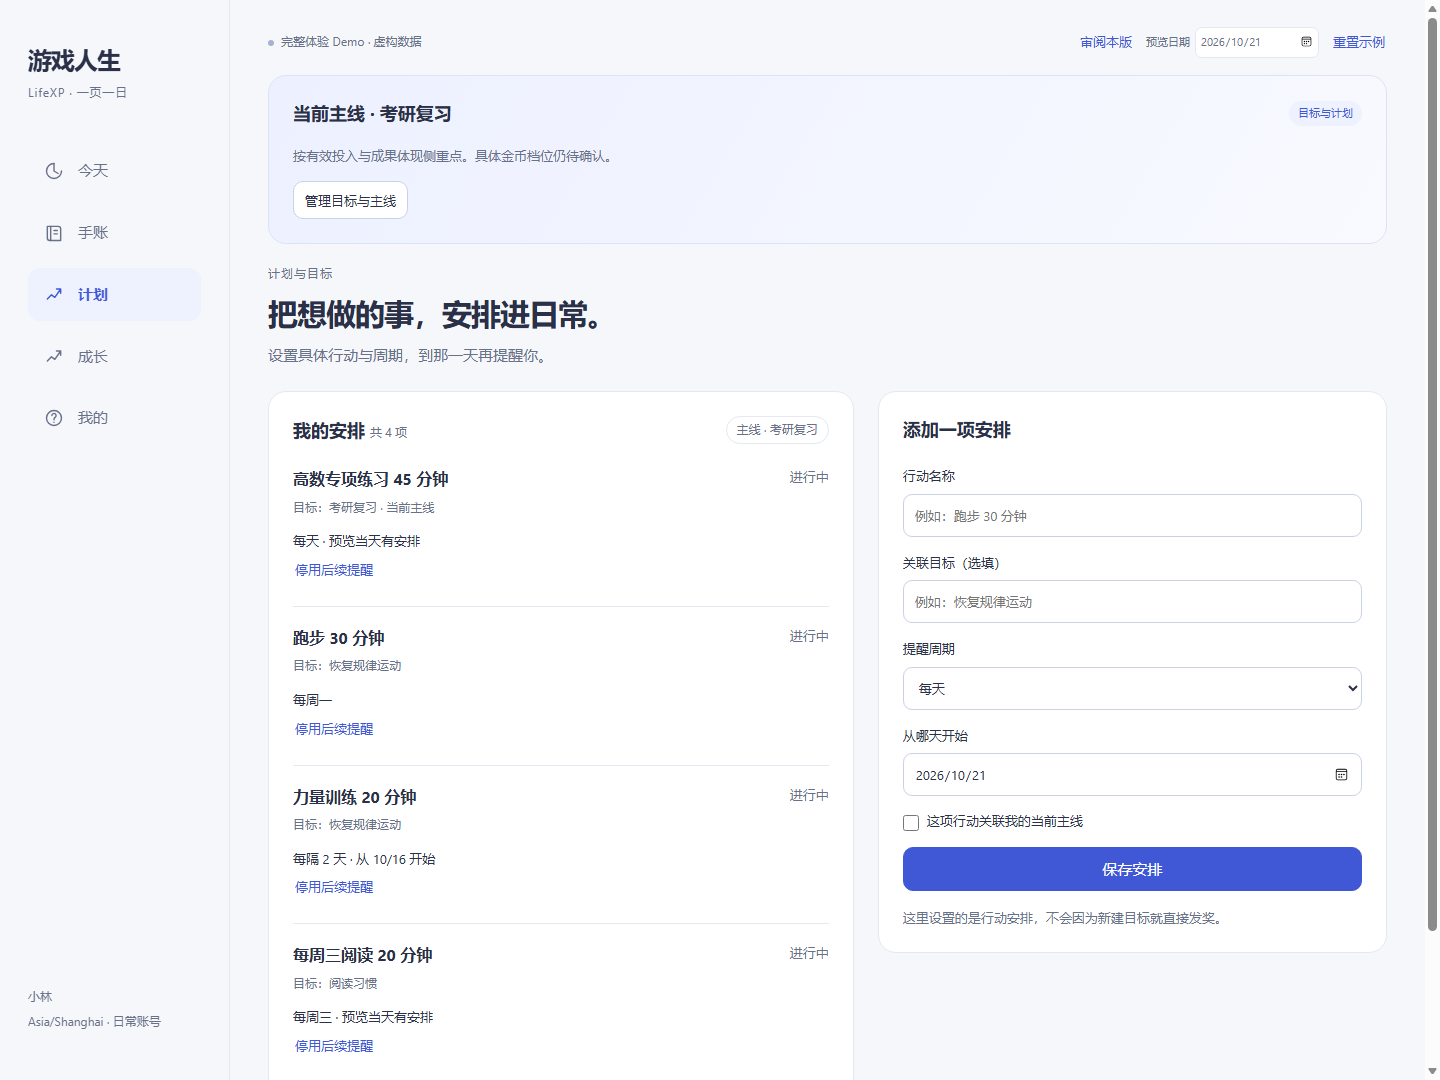 游戏人生
LifeXP · 一页一日
今天
手账
计划
成长
我的
小林
Asia/Shanghai · 日常账号
完整体验 Demo · 虚构数据
审阅本版
预览日期
2026/10/21
重置示例
当前主线 · 考研复习
目标与计划
按有效投入与成果体现侧重点。具体金币档位仍待确认。
管理目标与主线
计划与目标
把想做的事，安排进日常。
设置具体行动与周期，到那一天再提醒你。
我的安排 共 4 项
主线 · 考研复习
高数专项练习 45 分钟
进行中
目标：考研复习 · 当前主线
每天 · 预览当天有安排
停用后续提醒
跑步 30 分钟
进行中
目标：恢复规律运动
每周一
停用后续提醒
力量训练 20 分钟
进行中
目标：恢复规律运动
每隔 2 天 · 从 10/16 开始
停用后续提醒
每周三阅读 20 分钟
进行中
目标：阅读习惯
每周三 · 预览当天有安排
停用后续提醒
添加一项安排
行动名称
例如：跑步 30 分钟
关联目标（选填）
例如：恢复规律运动
提醒周期
每天
从哪天开始
2026/10/21
这项行动关联我的当前主线
保存安排
这里设置的是行动安排，不会因为新建目标就直接发奖。